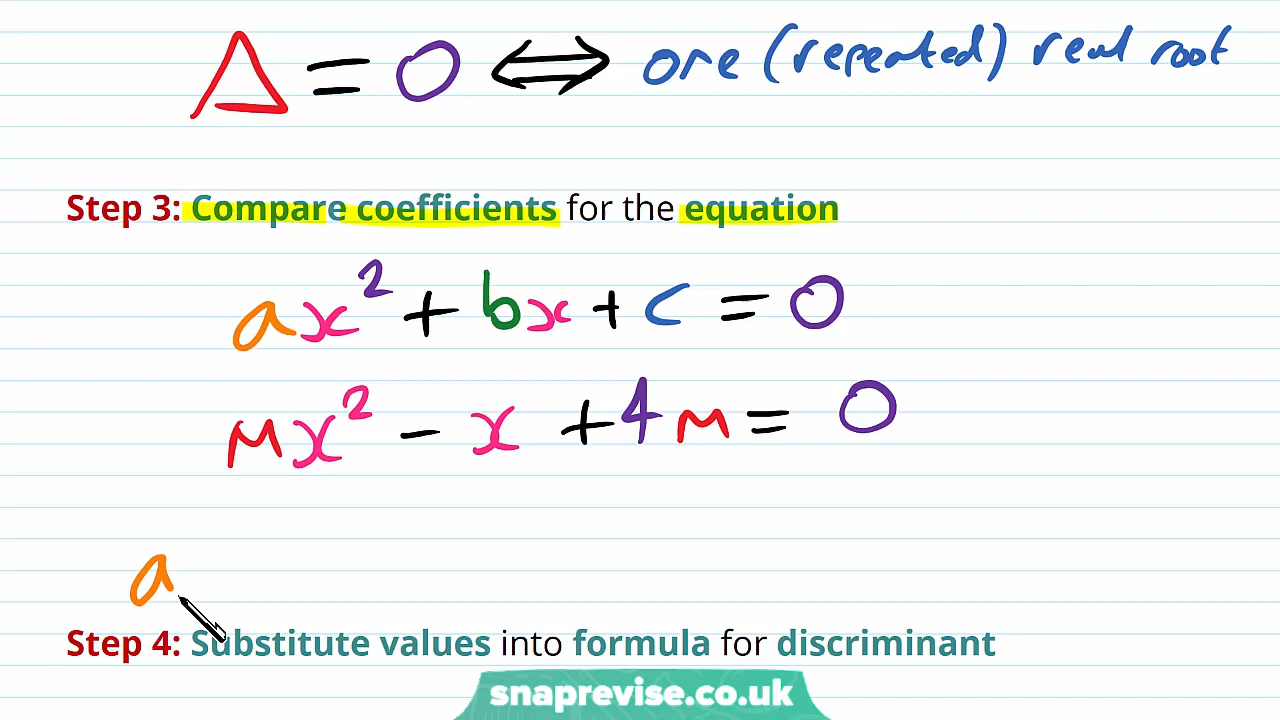 Δ = 0 ⟺ one (repeated) real root
Step 3: Compare coefficients for the equation
ax² + bx + c = 0
mx² - x + 4m = 0
a
Step 4: Substitute values into formula for discriminant
snaprevise.co.uk